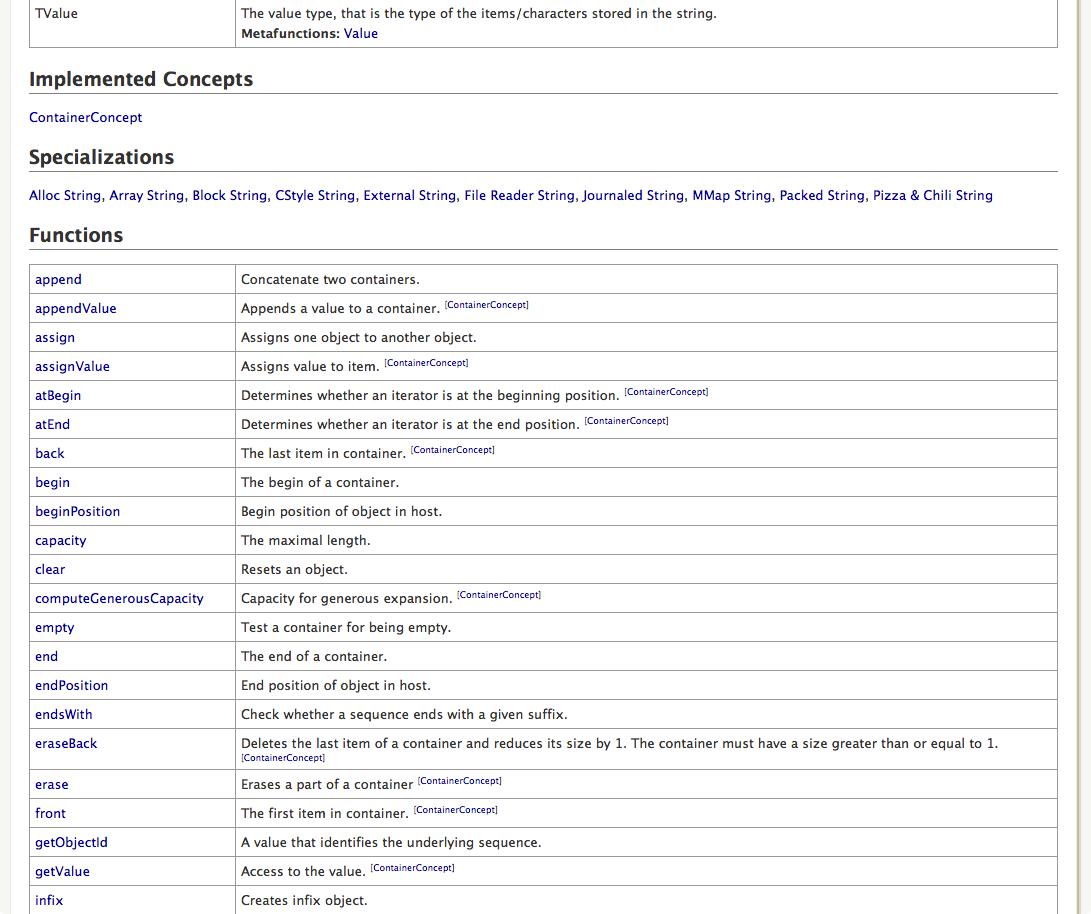 TValue The value type, that is the type of the items/characters stored in the string.
Metafunctions: Value
Implemented Concepts
ContainerConcept
Specializations
Alloc String, Array String, Block String, CStyle String, External String, File Reader String, Journaled String, MMap String, Packed String, Pizza & Chili String
Functions
append Concatenate two containers.
appendValue Appends a value to a container. [ContainerConcept]
assign Assigns one object to another object.
assignValue Assigns value to item. [ContainerConcept]
atBegin Determines whether an iterator is at the beginning position. [ContainerConcept]
atEnd Determines whether an iterator is at the end position. [ContainerConcept]
back The last item in container. [ContainerConcept]
begin The begin of a container.
beginPosition Begin position of object in host.
capacity The maximal length.
clear Resets an object.
computeGenerousCapacity Capacity for generous expansion. [ContainerConcept]
empty Test a container for being empty.
end The end of a container.
endPosition End position of object in host.
endsWith Check whether a sequence ends with a given suffix.
eraseBack Deletes the last item of a container and reduces its size by 1. The container must have a size greater than or equal to 1.
[ContainerConcept]
erase Erases a part of a container [ContainerConcept]
front The first item in container. [ContainerConcept]
getObjectId A value that identifies the underlying sequence.
getValue Access to the value. [ContainerConcept]
infix Creates infix object.